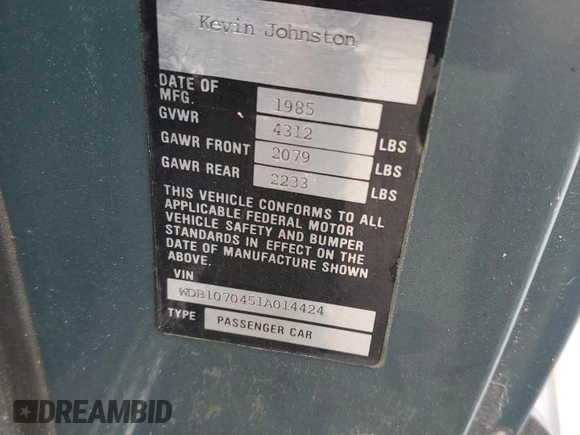 Kevin Johnston
DATE OF MFG. 1985
GVWR 4312 LBS
GAWR FRONT 2079
GAWR REAR 2233 LBS
THIS VEHICLE CONFORMS TO ALL
APPLICABLE FEDERAL MOTOR
VEHICLE SAFETY AND BUMPER
STANDARDS IN EFFECT ON THE
DATE OF MANUFACTURE SHOWN
ABOVE.
VIN
WDB1070451A014424
TYPE PASSENGER CAR
DREAMBID